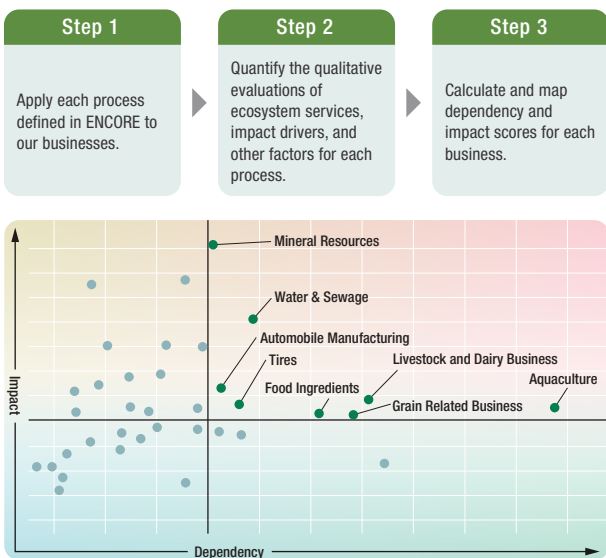 Step 1
Apply each process
defined in ENCORE to
our businesses.
Step 2
Quantify the qualitative
evaluations of
ecosystem services,
impact drivers, and
other factors for each
process.
Step 3
Calculate and map
dependency and
impact scores for each
business.
Mineral Resources
Water & Sewage
Automobile Manufacturing
Tires
Livestock and Dairy Business
Food Ingredients
Aquaculture
Grain Related Business
Impact
Dependency